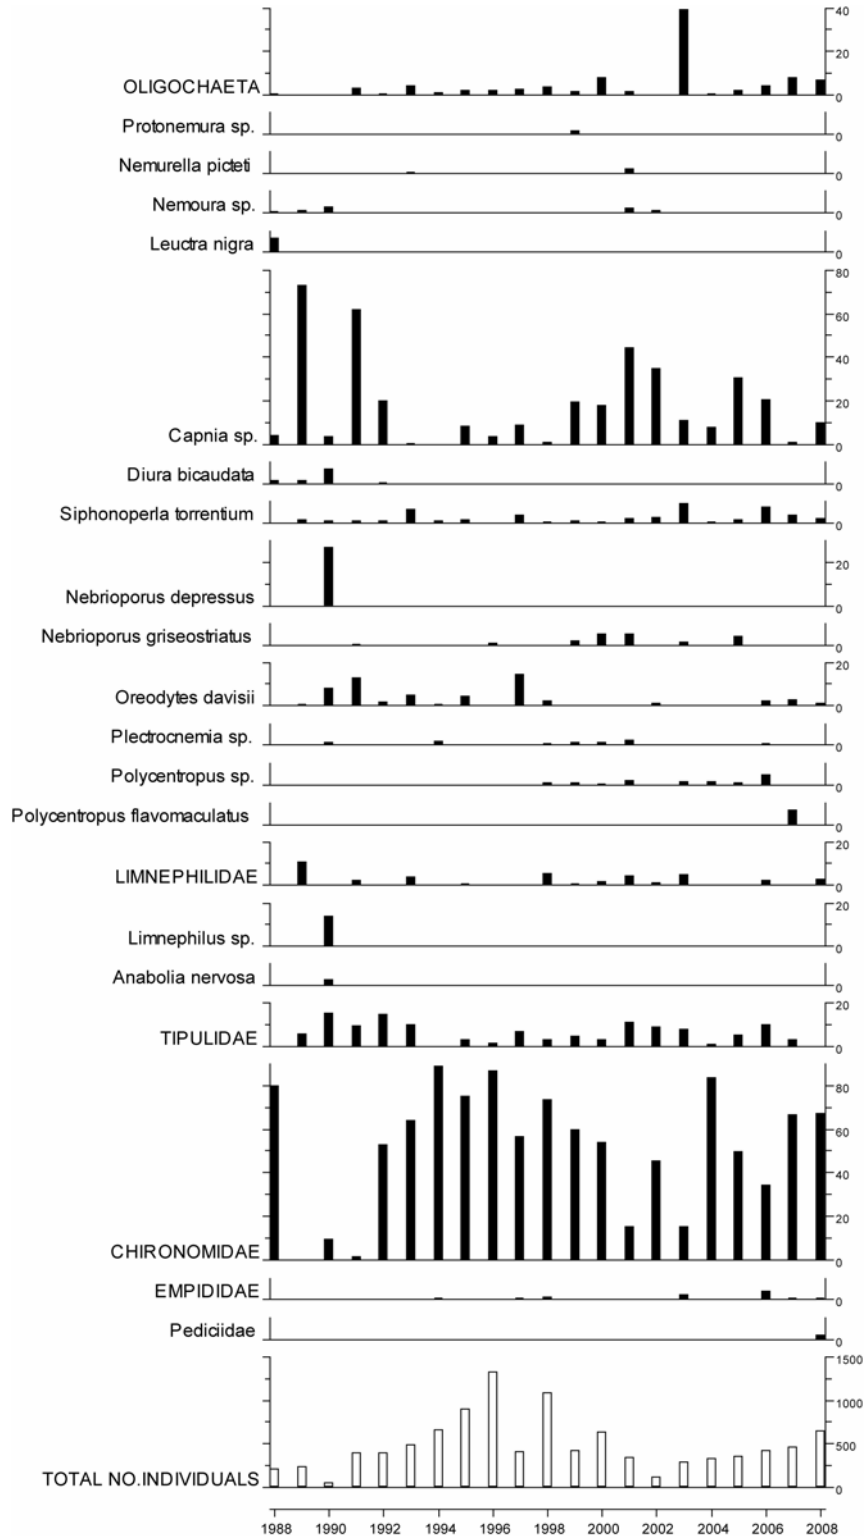 40
20
OLIGOCHAETA 0
Protonemura sp. 0
Nemurella picteti 0
Nemoura sp. 0
Leuctra nigra 0
80
60
40
20
Capnia sp. 0
Diura bicaudata 0
Siphonoperla torrentium 0
20
Nebrioporus depressus 0
Nebrioporus griseostriatus 0
20
Oreodytes davisii 0
Plectrocnemia sp. 0
Polycentropus sp. 0
Polycentropus flavomaculatus 0
20
LIMNEPHILIDAE 0
20
Limnephilus sp. 0
Anabolia nervosa 0
20
TIPULIDAE 0
80
60
40
20
CHIRONOMIDAE 0
EMPIDIDAE 0
Pediciidae 0
1500
1000
500
TOTAL NO.INDIVIDUALS 0
1988 1990 1992 1994 1996 1998 2000 2002 2004 2006 2008